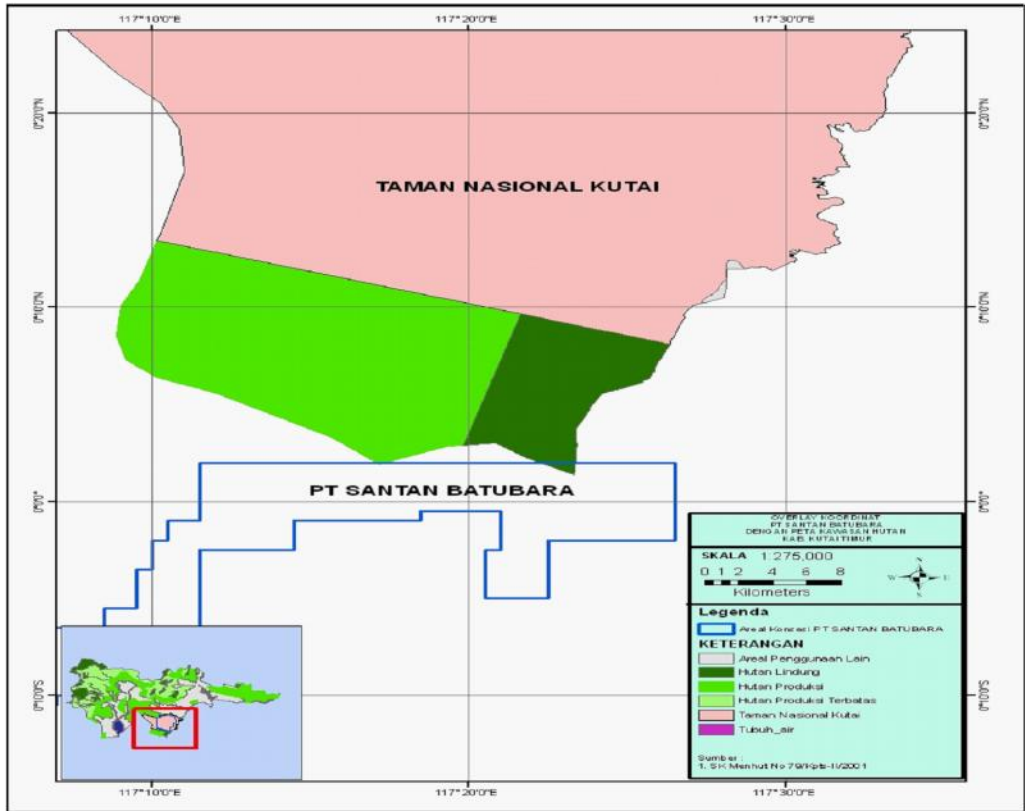 117°10'0"E
117°20'0"E
117°30'0"E
0°20'0"N
0°20'0"N
TAMAN NASIONAL KUTAI
0°10'0"N
0°10'0"N
PT SANTAN BATUBARA
0°0'0"
0°0'0"
OVERLAY KOORDINAT
PT SANTAN BATUBARA
DENGAN PETA KAWASAN HUTAN
KAB. KUTAI TIMUR
SKALA 1:275,000
0 1 2 4 6 8
Kilometers
N
W E
S
Legenda
Areal Konsesi PT SANTAN BATUBARA
KETERANGAN
Areal Penggunaan Lain
Hutan Lindung
Hutan Produksi
Hutan Produksi Terbatas
Taman Nasional Kutai
Tubuh_air
Sumber :
1. SK Menhut No 79/Kpts-II/2001
0°10'0"S
0°10'0"S
117°10'0"E
117°20'0"E
117°30'0"E